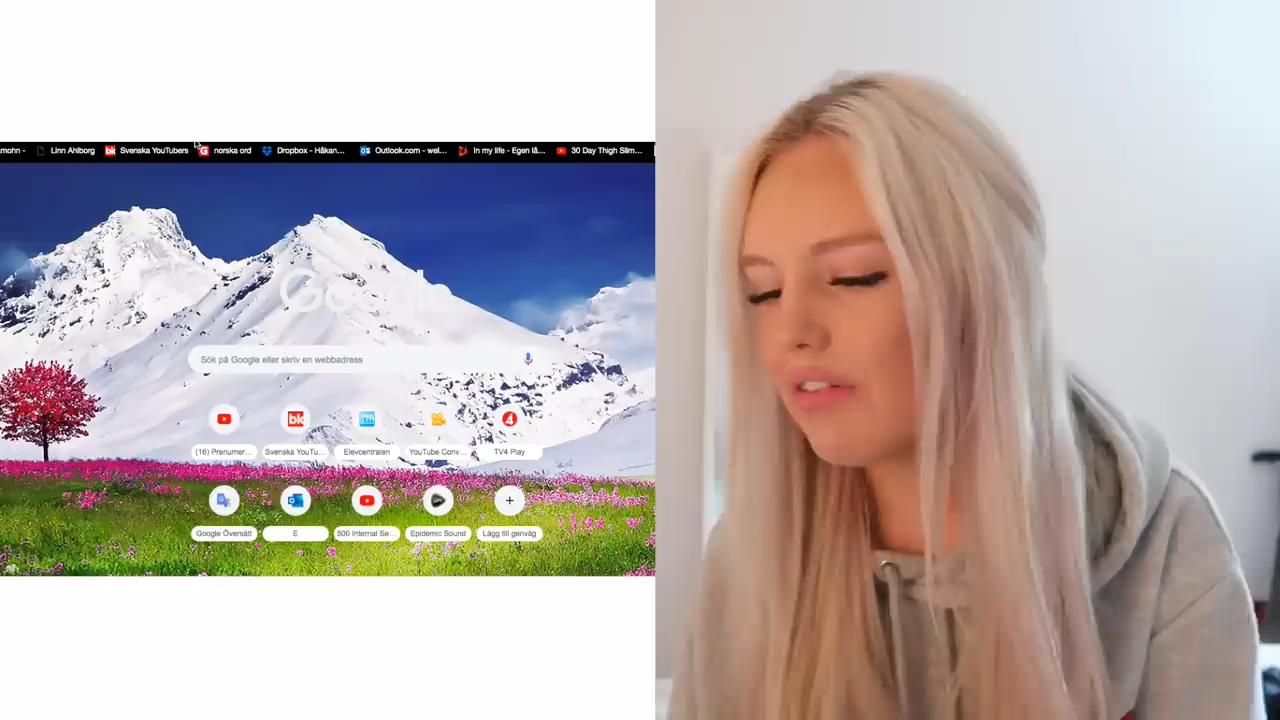 mohn - Linn Ahlborg Svenska YouTubers norska ord Dropbox - Håkan... Outlook.com - wel... In my life - Egen lå... 30 Day Thigh Slim...
Google
Sök på Google eller skriv en webbadress
(16) Prenumer... Svenska YouTu... Elevcentralen YouTube Conv... TV4 Play
Google Översätt E 500 Internal Se... Epidemic Sound Lägg till genväg